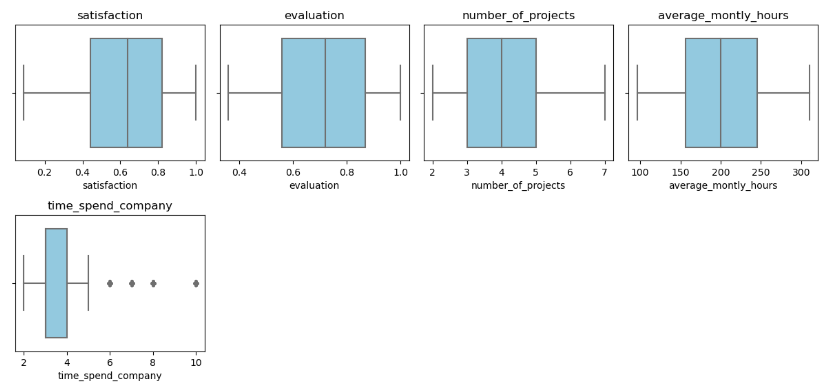 satisfaction
evaluation
number_of_projects
average_montly_hours
0.2 0.4 0.6 0.8 1.0
0.4 0.6 0.8 1.0
2 3 4 5 6 7
100 150 200 250 300
satisfaction
evaluation
number_of_projects
average_montly_hours
time_spend_company
2 4 6 8 10
time_spend_company